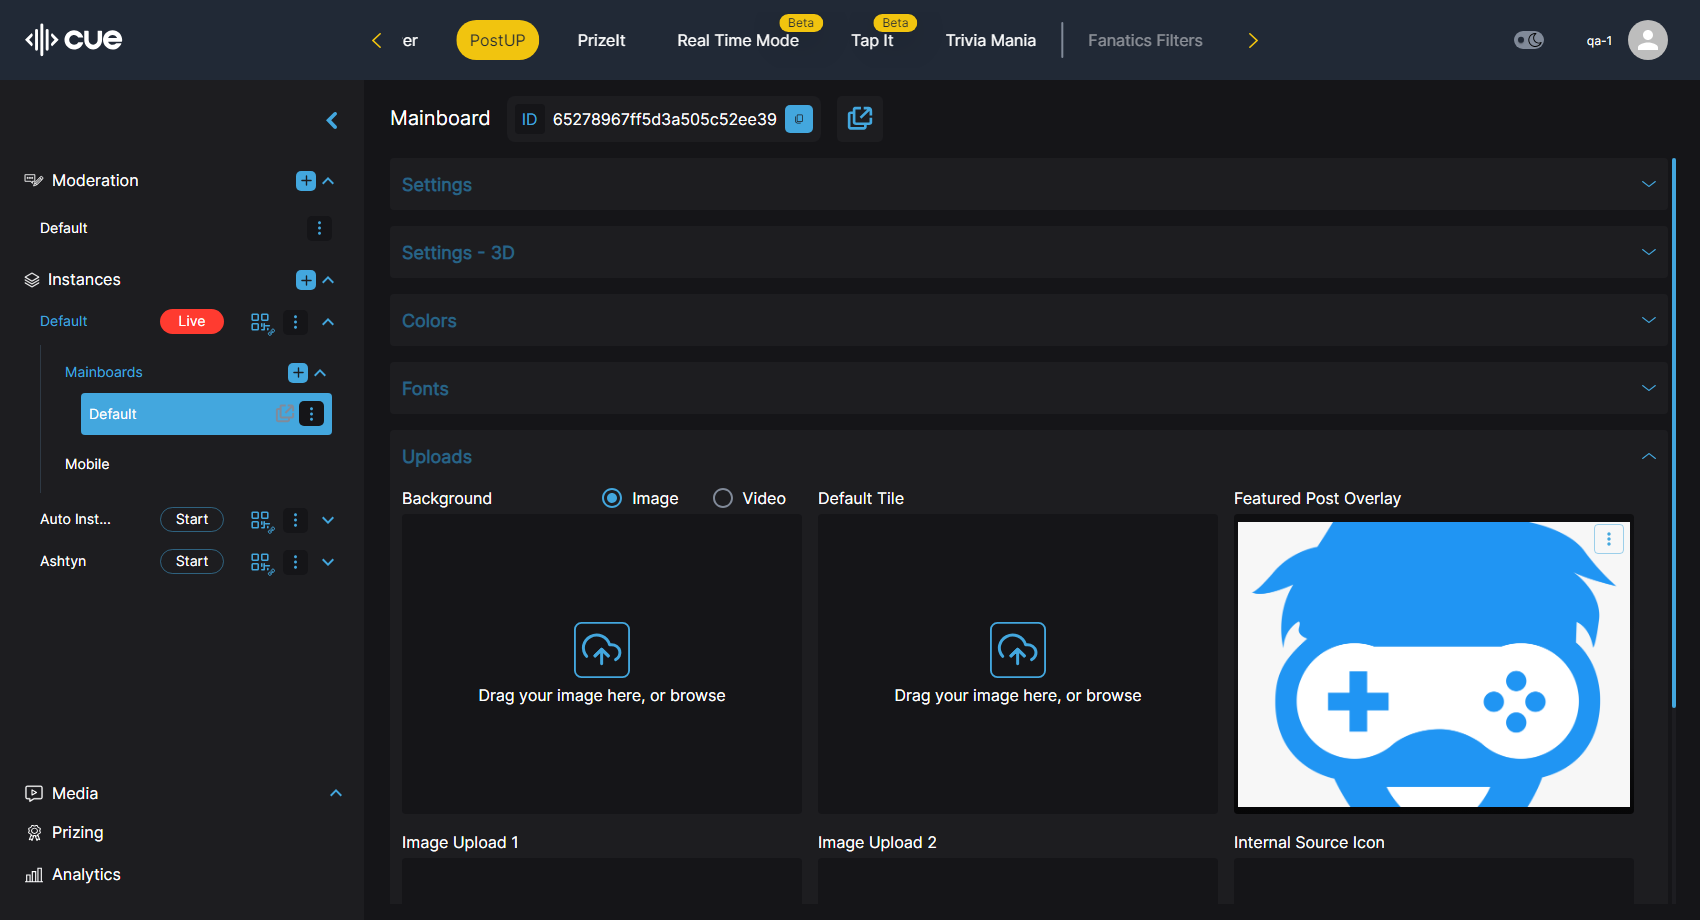 cue
er
PostUP
PrizeIt
Real Time Mode
Beta
Tap It
Beta
Trivia Mania
Fanatics Filters
qa-1
Moderation
Default
Instances
Default
Live
Mainboards
Default
Mobile
Auto Inst...
Start
Ashtyn
Start
Media
Prizing
Analytics
Mainboard
ID
65278967ff5d3a505c52ee39
Settings
Settings - 3D
Colors
Fonts
Uploads
Background
Image
Video
Default Tile
Featured Post Overlay
Drag your image here, or browse
Drag your image here, or browse
Image Upload 1
Image Upload 2
Internal Source Icon